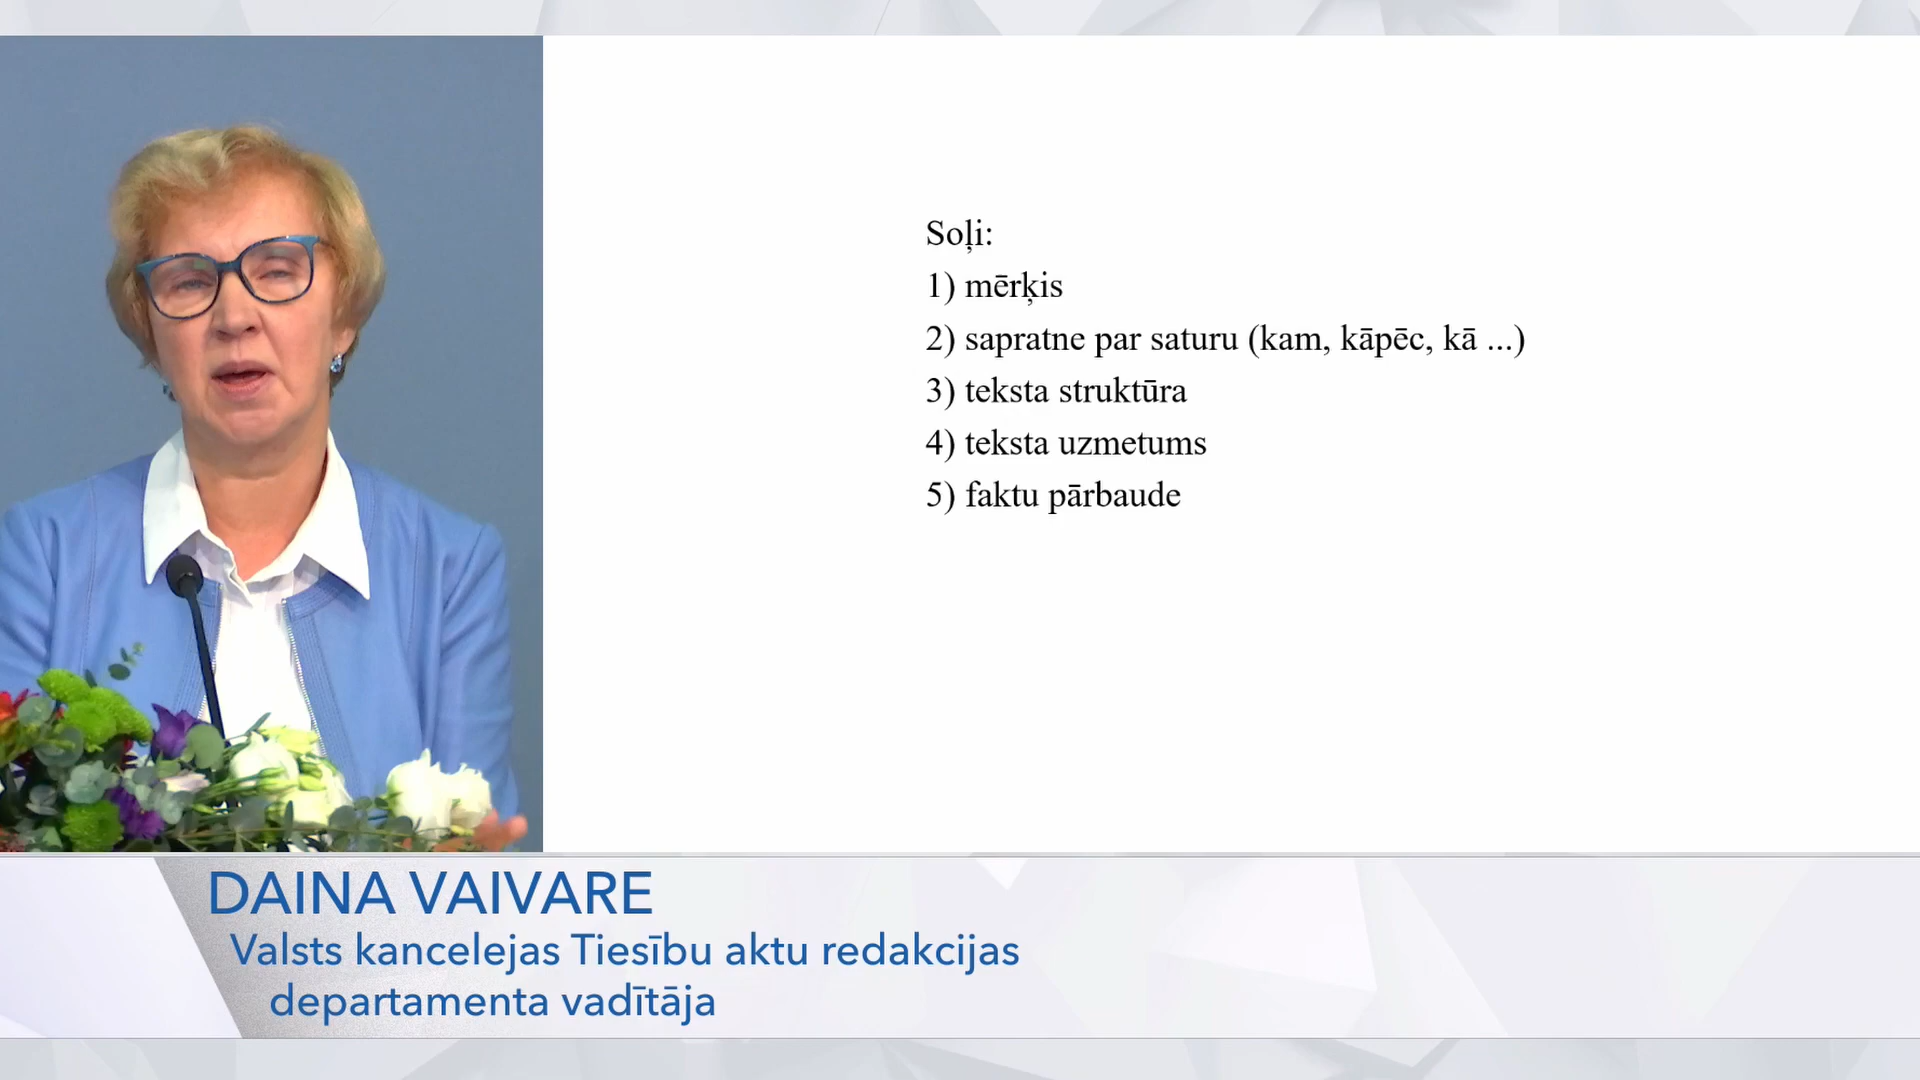 Soļi:
1) mērķis
2) sapratne par saturu (kam, kāpēc, kā ...)
3) teksta struktūra
4) teksta uzmetums
5) faktu pārbaude
DAINA VAIVARE
Valsts kancelejas Tiesību aktu redakcijas
departamenta vadītāja